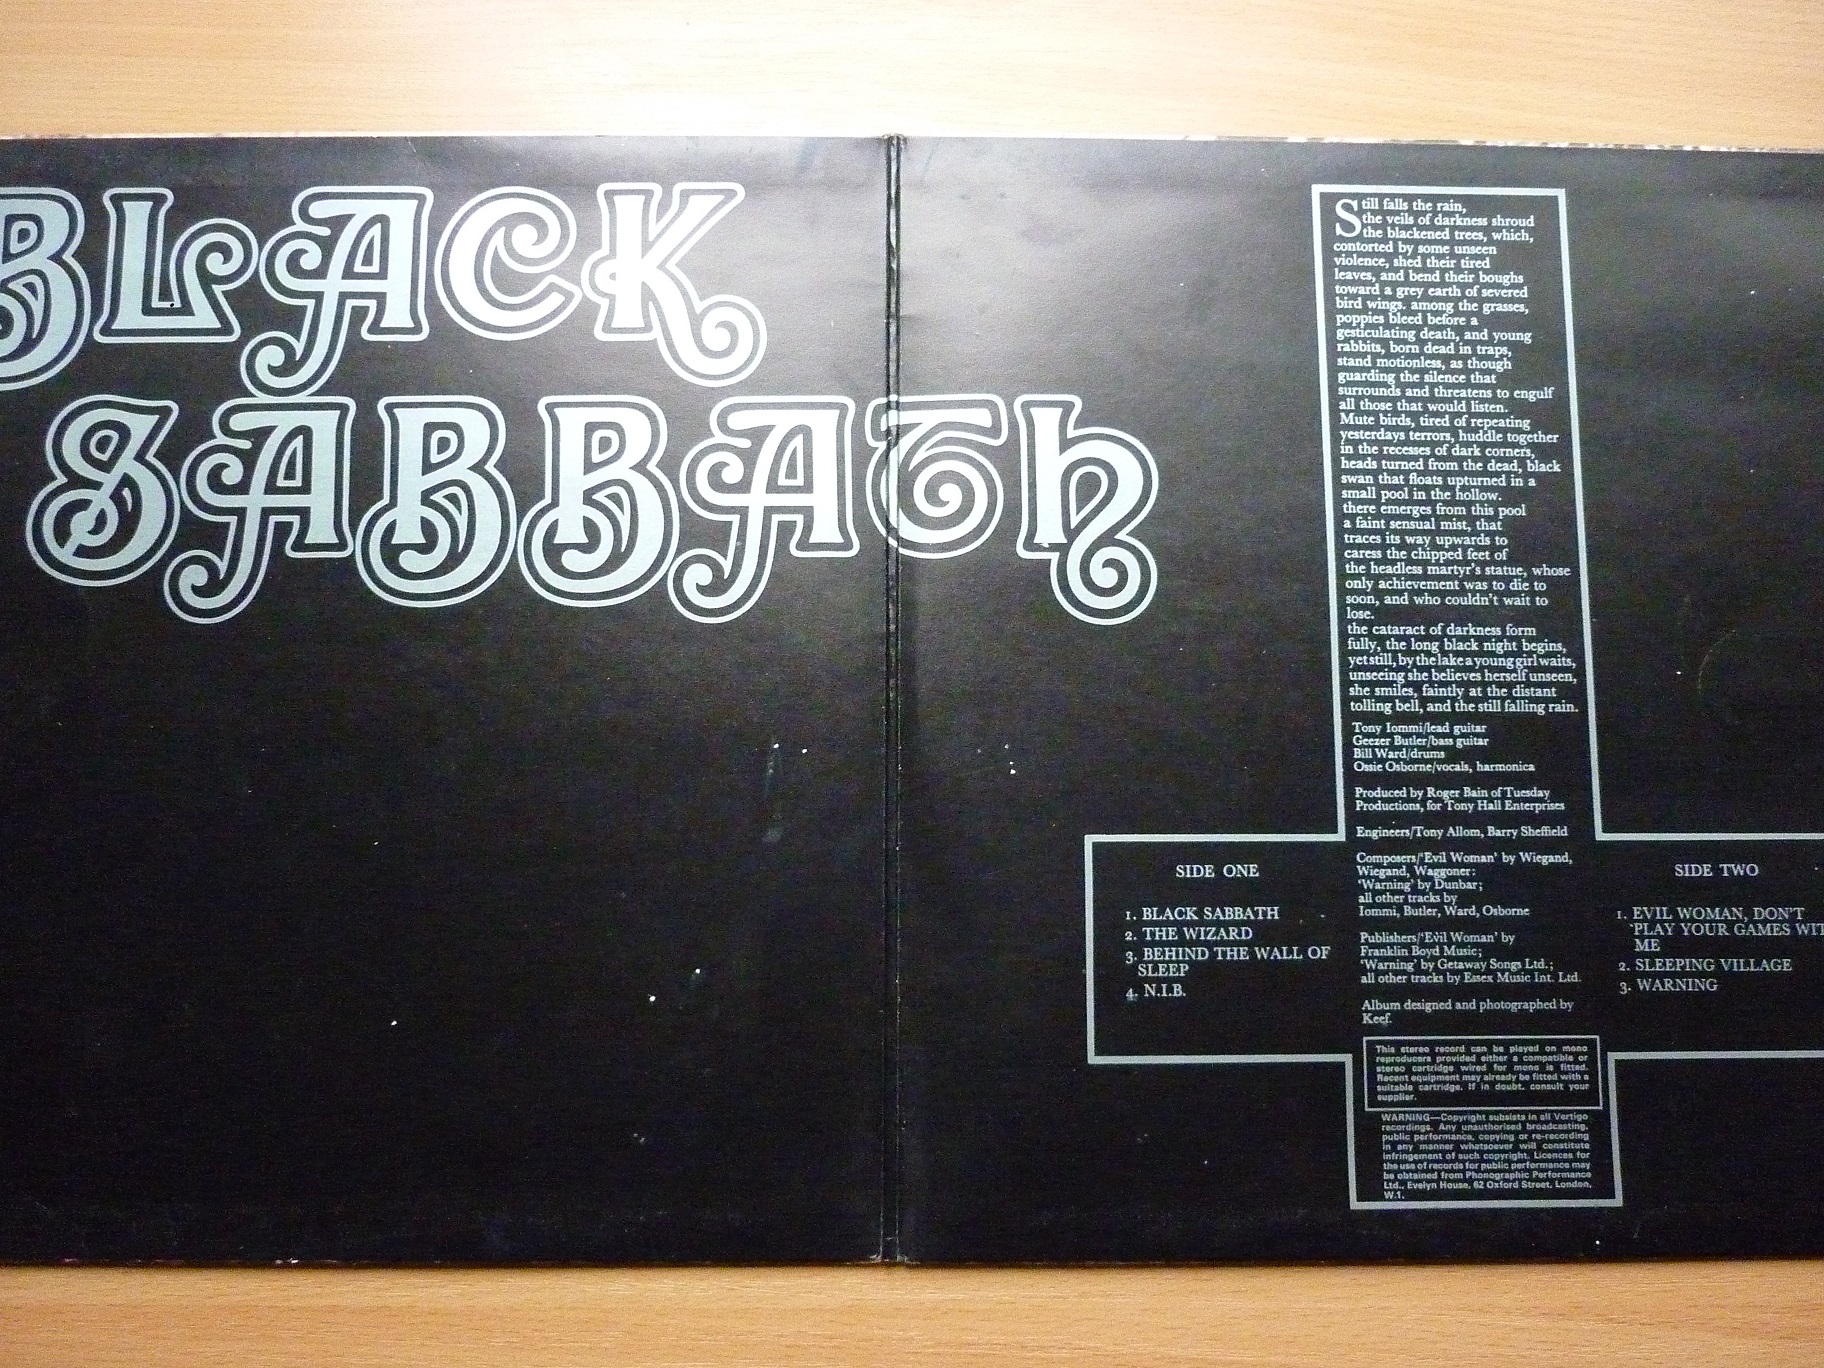 BLACK
SABBATH
Still falls the rain,
the veils of darkness shroud
the blackened trees, which,
contorted by some unseen
violence, shed their tired
leaves, and bend their boughs
toward a grey earth of severed
bird wings. among the grasses,
poppies bleed before a
gesticulating death, and young
rabbits, born dead in traps,
stand motionless, as though
guarding the silence that
surrounds and threatens to engulf
all those that would listen.
Mute birds, tired of repeating
yesterdays terrors, huddle together
in the recesses of dark corners,
heads turned from the dead, black
swan that floats upturned in a
small pool in the hollow.
there emerges from this pool
a faint sensual mist, that
traces its way upwards to
caress the chipped feet of
the headless martyr's statue, whose
only achievement was to die to
soon, and who couldn't wait to
lose.
the cataract of darkness form
fully, the long black night begins,
yet still, by the lake a young girl waits,
unseeing she believes herself unseen,
she smiles, faintly at the distant
tolling bell, and the still falling rain.
Tony Iommi/lead guitar
Geezer Butler/bass guitar
Bill Ward/drums
Ossie Osborne/vocals, harmonica
Produced by Roger Bain of Tuesday
Productions, for Tony Hall Enterprises
Engineers/Tony Allom, Barry Sheffield
Composers/'Evil Woman' by Wiegand,
Wiegand, Waggoner:
'Warning' by Dunbar;
all other tracks by
Iommi, Butler, Ward, Osborne
Publishers/'Evil Woman' by
Franklin Boyd Music;
'Warning' by Getaway Songs Ltd.;
all other tracks by Essex Music Int. Ltd.
Album designed and photographed by
Keef.
SIDE ONE
1. BLACK SABBATH
2. THE WIZARD
3. BEHIND THE WALL OF
SLEEP
4. N.I.B.
SIDE TWO
1. EVIL WOMAN, DON'T
PLAY YOUR GAMES WIT
ME
2. SLEEPING VILLAGE
3. WARNING
This stereo record can be played on mono
reproducers provided either a compatible or
stereo cartridge wired for mono is fitted.
Recent equipment may already be fitted with a
suitable cartridge. If in doubt, consult your
supplier.
WARNING—Copyright subsists in all Vertigo
recordings. Any unauthorised broadcasting,
public performance, copying or re-recording
in any manner whatsoever will constitute
infringement of such copyright. Licences for
the use of records for public performance may
be obtained from Phonographic Performance
Ltd., Evelyn House, 62 Oxford Street, London,
W.1.